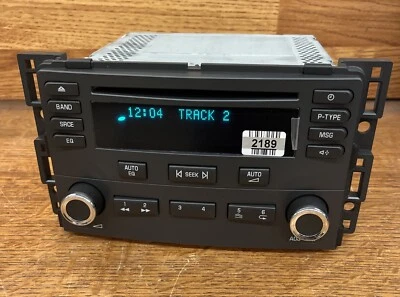 12:04 TRACK 2
BAND
P-TYPE
SRCE
MSG
EQ
2189
AUTO EQ
SEEK
AUTO
1 2 3 4 5 6
ADJ